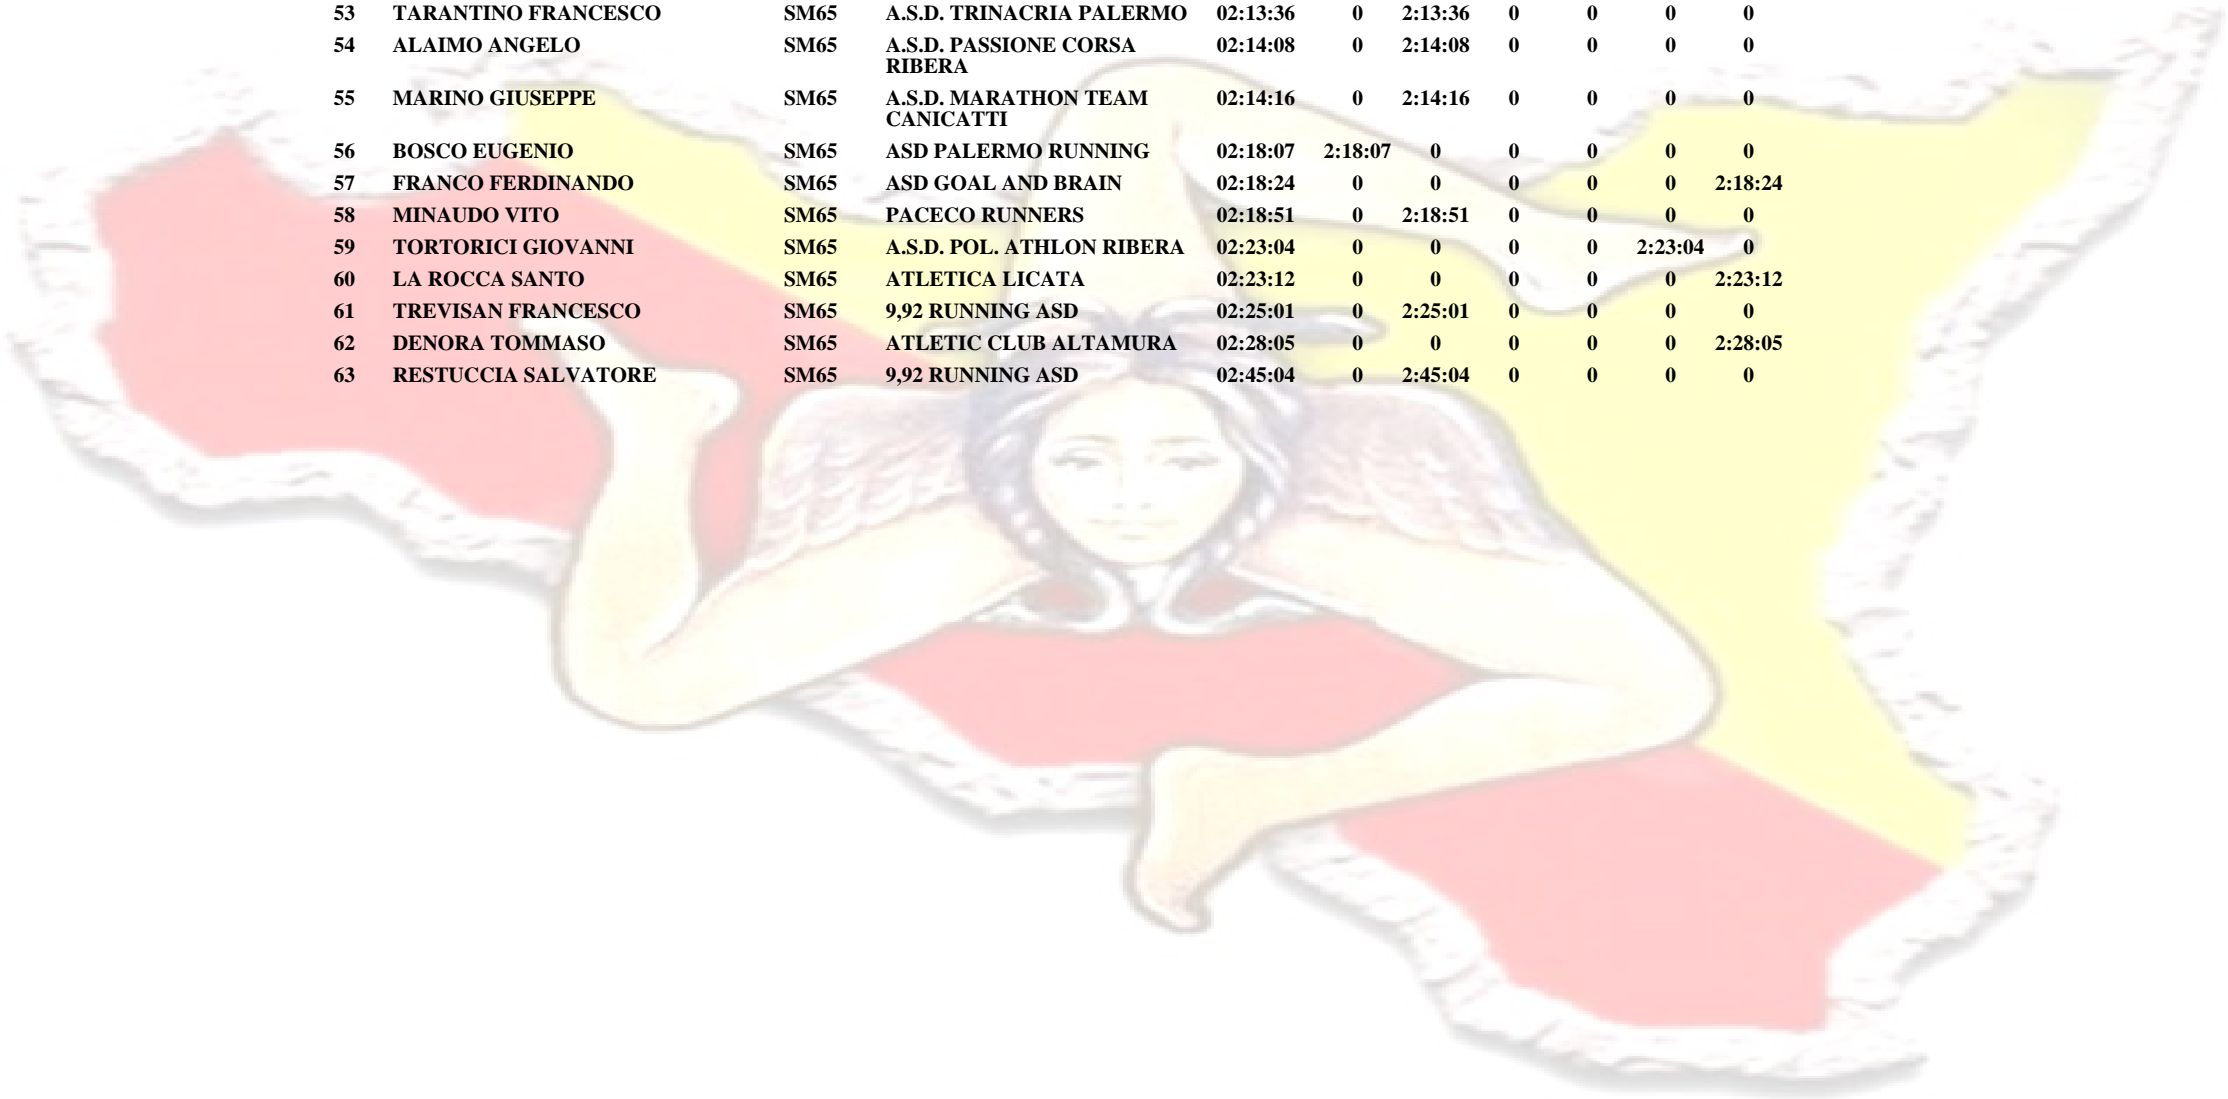 53 TARANTINO FRANCESCO SM65 A.S.D. TRINACRIA PALERMO 02:13:36 0 2:13:36 0 0 0 0
54 ALAIMO ANGELO SM65 A.S.D. PASSIONE CORSA 02:14:08 0 2:14:08 0 0 0 0
RIBERA
55 MARINO GIUSEPPE SM65 A.S.D. MARATHON TEAM 02:14:16 0 2:14:16 0 0 0 0
CANICATTI
56 BOSCO EUGENIO SM65 ASD PALERMO RUNNING 02:18:07 2:18:07 0 0 0 0 0
57 FRANCO FERDINANDO SM65 ASD GOAL AND BRAIN 02:18:24 0 0 0 0 0 2:18:24
58 MINAUDO VITO SM65 PACECO RUNNERS 02:18:51 0 2:18:51 0 0 0 0
59 TORTORICI GIOVANNI SM65 A.S.D. POL. ATHLON RIBERA 02:23:04 0 0 0 0 2:23:04 0
60 LA ROCCA SANTO SM65 ATLETICA LICATA 02:23:12 0 0 0 0 0 2:23:12
61 TREVISAN FRANCESCO SM65 9,92 RUNNING ASD 02:25:01 0 2:25:01 0 0 0 0
62 DENORA TOMMASO SM65 ATLETIC CLUB ALTAMURA 02:28:05 0 0 0 0 0 2:28:05
63 RESTUCCIA SALVATORE SM65 9,92 RUNNING ASD 02:45:04 0 2:45:04 0 0 0 0